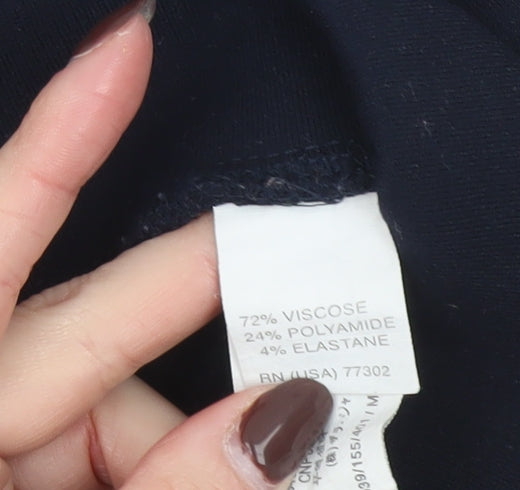 72% VISCOSE
24% POLYAMIDE
4% ELASTANE
RN (USA) 77302